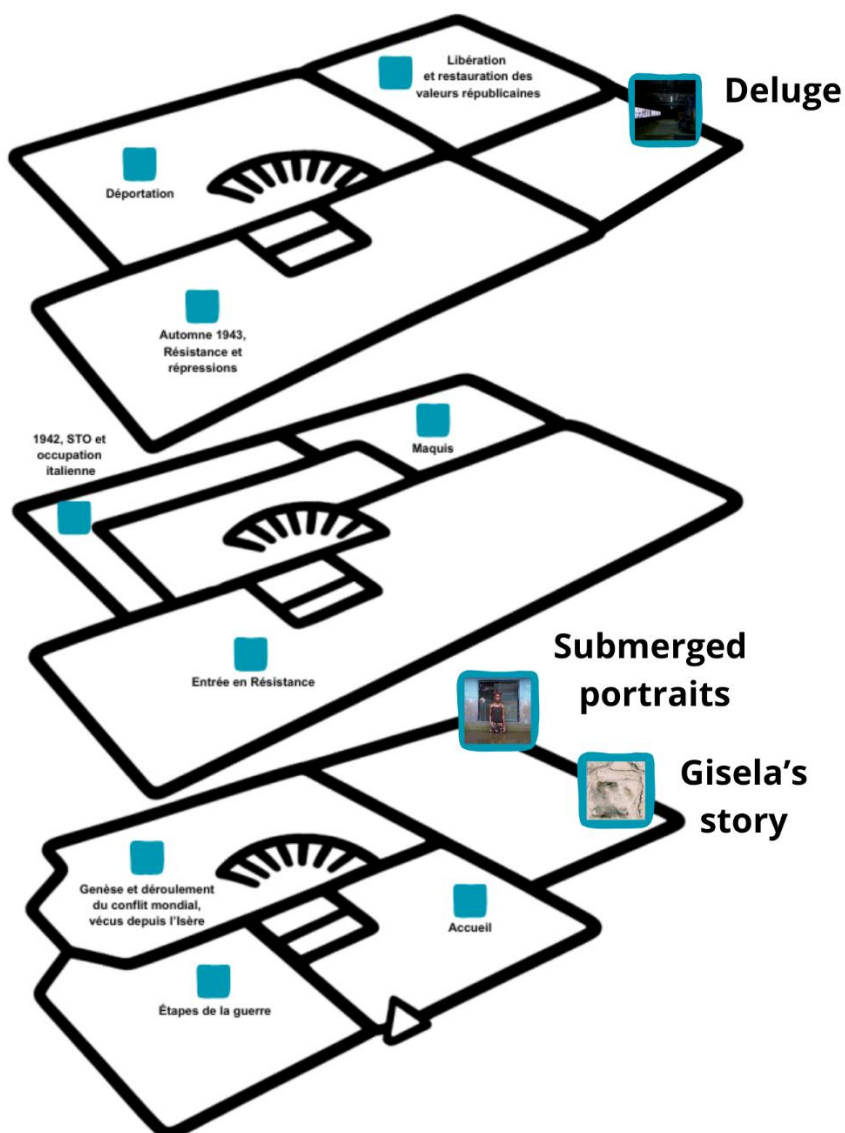 Libération
et restauration des
valeurs républicaines
Deluge
Déportation
Automne 1943,
Résistance et
répressions
1942, STO et
occupation
italienne
Maquis
Entrée en Résistance
Submerged
portraits
Gisela’s
story
Genèse et déroulement
du conflit mondial,
vécus depuis l’Isère
Accueil
Étapes de la guerre